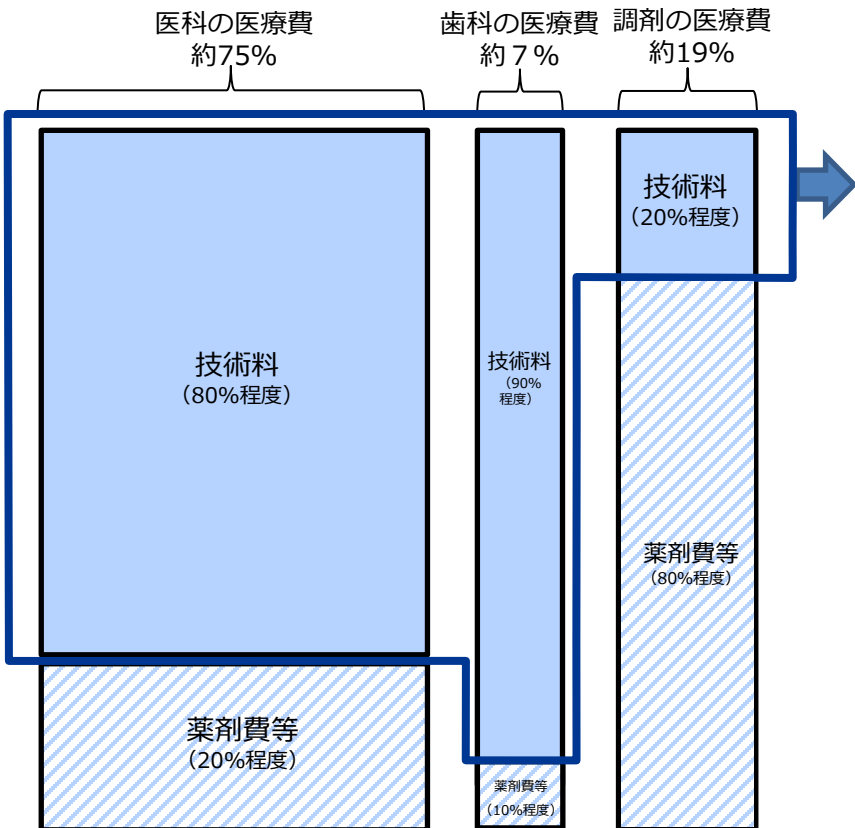 医科の医療費
約75%
歯科の医療費
約７%
調剤の医療費
約19%
技術料
（80%程度）
薬剤費等
（20%程度）
技術料
（90%
程度）
薬剤費等
（10%程度）
技術料
（20%程度）
薬剤費等
（80%程度）